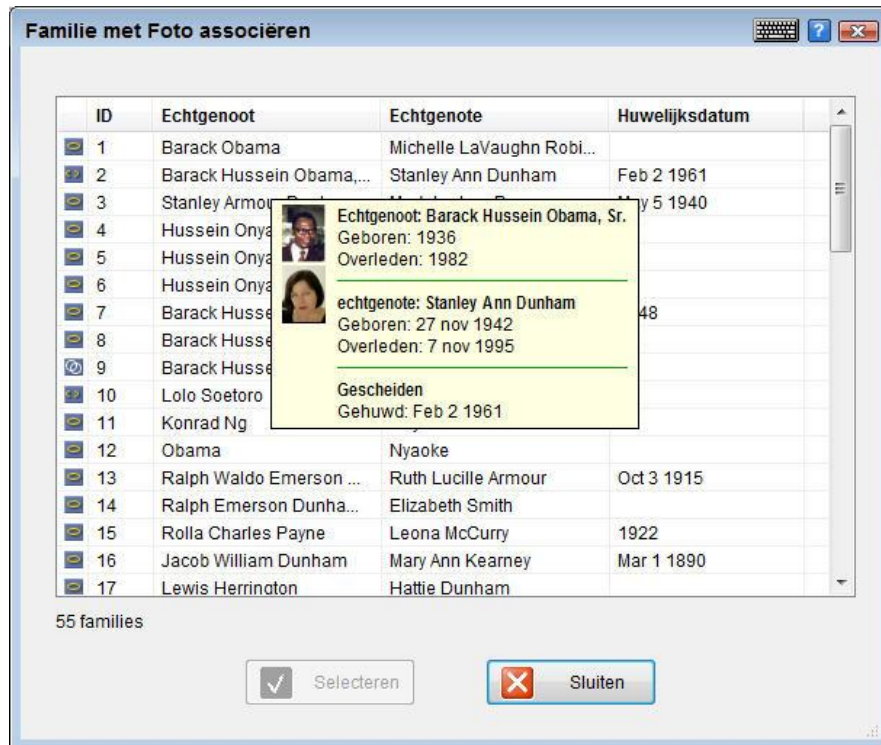 Familie met Foto associëren
ID Echtgenoot Echtgenote Huwelijksdatum
1 Barack Obama Michelle LaVaughn Robi...
2 Barack Hussein Obama,... Stanley Ann Dunham Feb 2 1961
3 Stanley Armour 5 1940
4 Hussein Onya
5 Hussein Onya
6 Hussein Onya
7 Barack Husse 48
8 Barack Husse
9 Barack Husse
10 Lolo Soetoro
11 Konrad Ng
12 Obama Nyaoke
13 Ralph Waldo Emerson ... Ruth Lucille Armour Oct 3 1915
14 Ralph Emerson Dunha... Elizabeth Smith
15 Rolla Charles Payne Leona McCurry 1922
16 Jacob William Dunham Mary Ann Kearney Mar 1 1890
17 Lewis Herrington Hattie Dunham
Echtgenoot: Barack Hussein Obama, Sr.
Geboren: 1936
Overleden: 1982
echtgenote: Stanley Ann Dunham
Geboren: 27 nov 1942
Overleden: 7 nov 1995
Gescheiden
Gehuwd: Feb 2 1961
55 families
Selecteren Sluiten